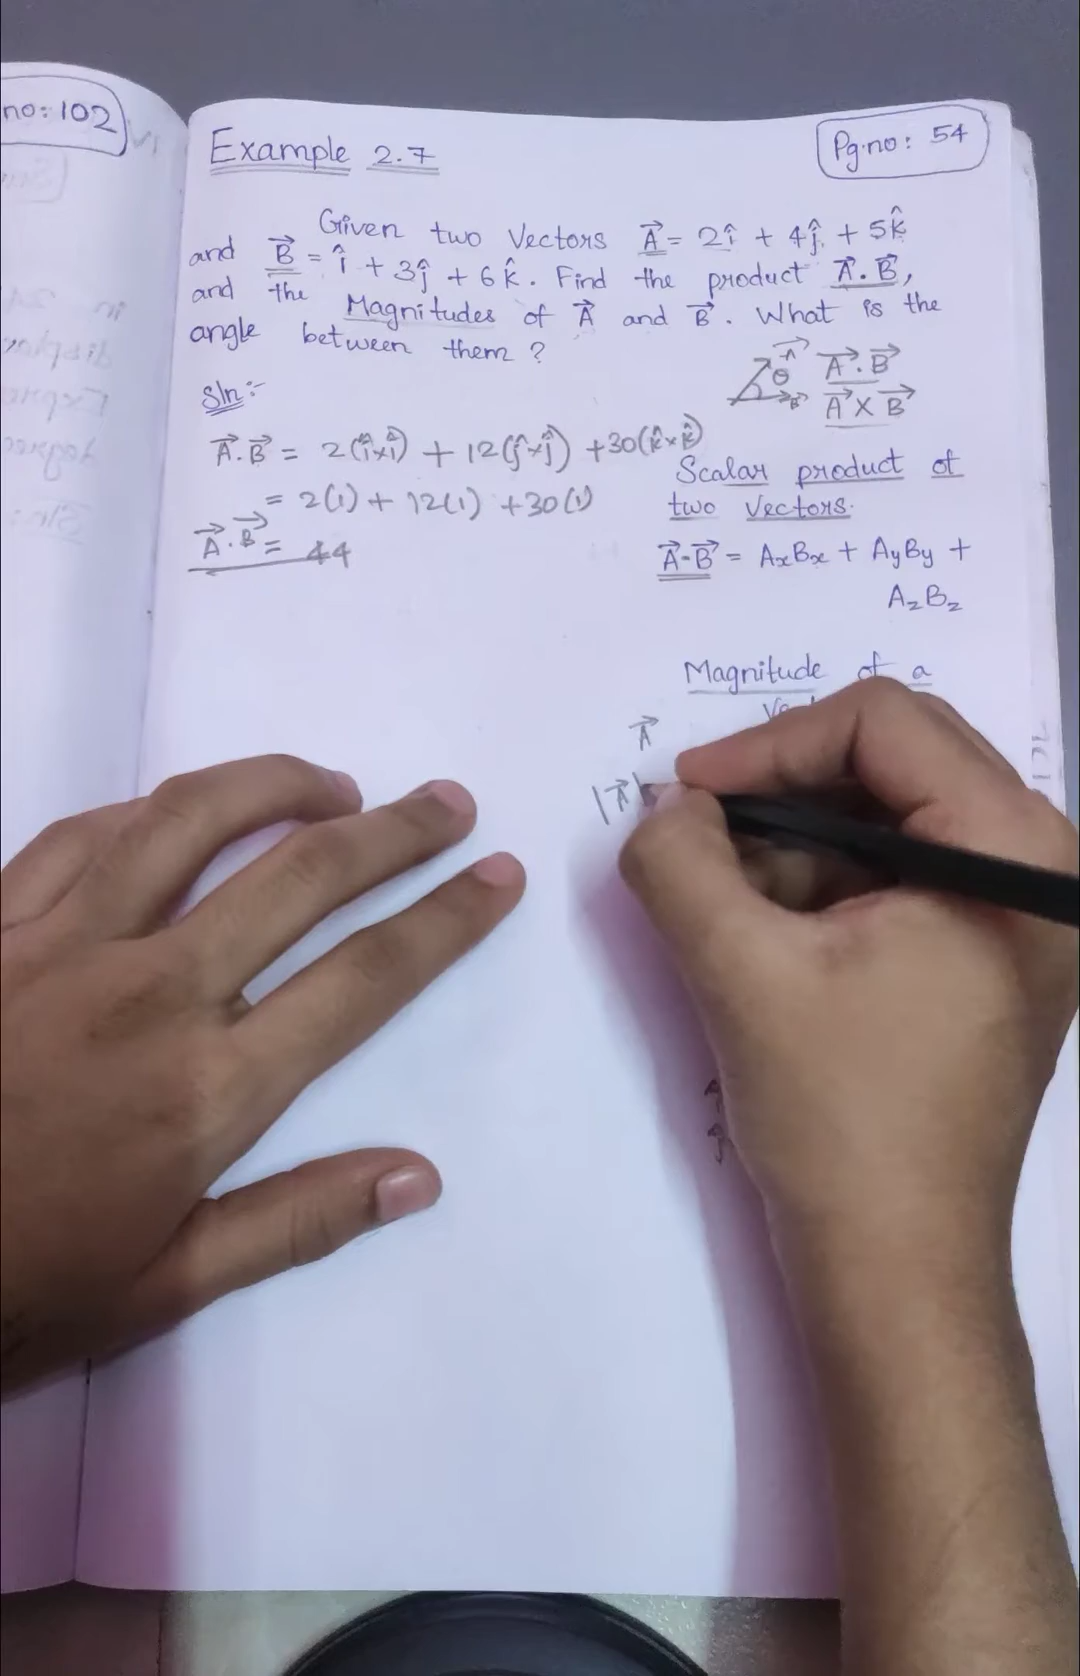 no: 102
Example 2.7
Pg.no: 54
Given two Vectors A⃗ = 2î + 4ĵ + 5k̂
and B⃗ = î + 3ĵ + 6k̂. Find the product A⃗.B⃗,
and the Magnitudes of A⃗ and B⃗. What is the
angle between them?
Sln:-
A⃗ θ B⃗
A⃗.B⃗
A⃗ X B⃗
A⃗.B⃗ = 2(î×î) + 12(ĵ×ĵ) + 30(k̂×k̂)
= 2(1) + 12(1) + 30(1)
A⃗.B⃗ = 44
Scalar product of
two Vectors.
A⃗.B⃗ = AxBx + AyBy +
AzBz
Magnitude of a
A⃗
|A⃗|